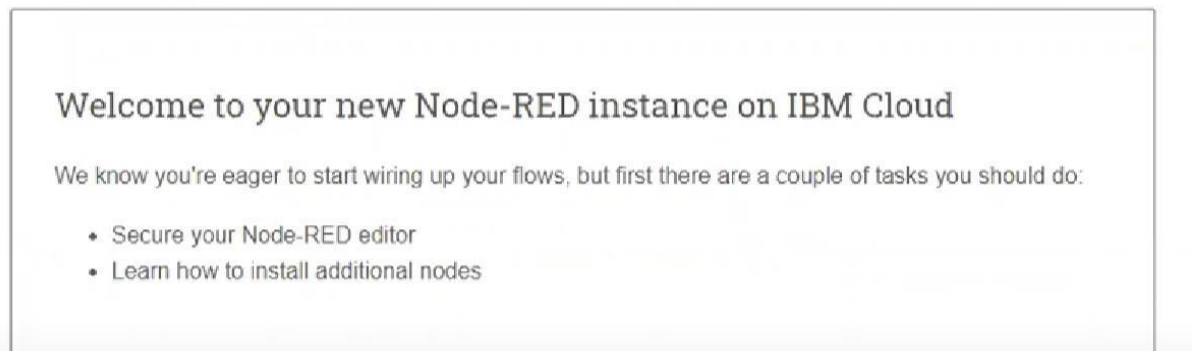 Welcome to your new Node-RED instance on IBM Cloud
We know you're eager to start wiring up your flows, but first there are a couple of tasks you should do:
• Secure your Node-RED editor
• Learn how to install additional nodes